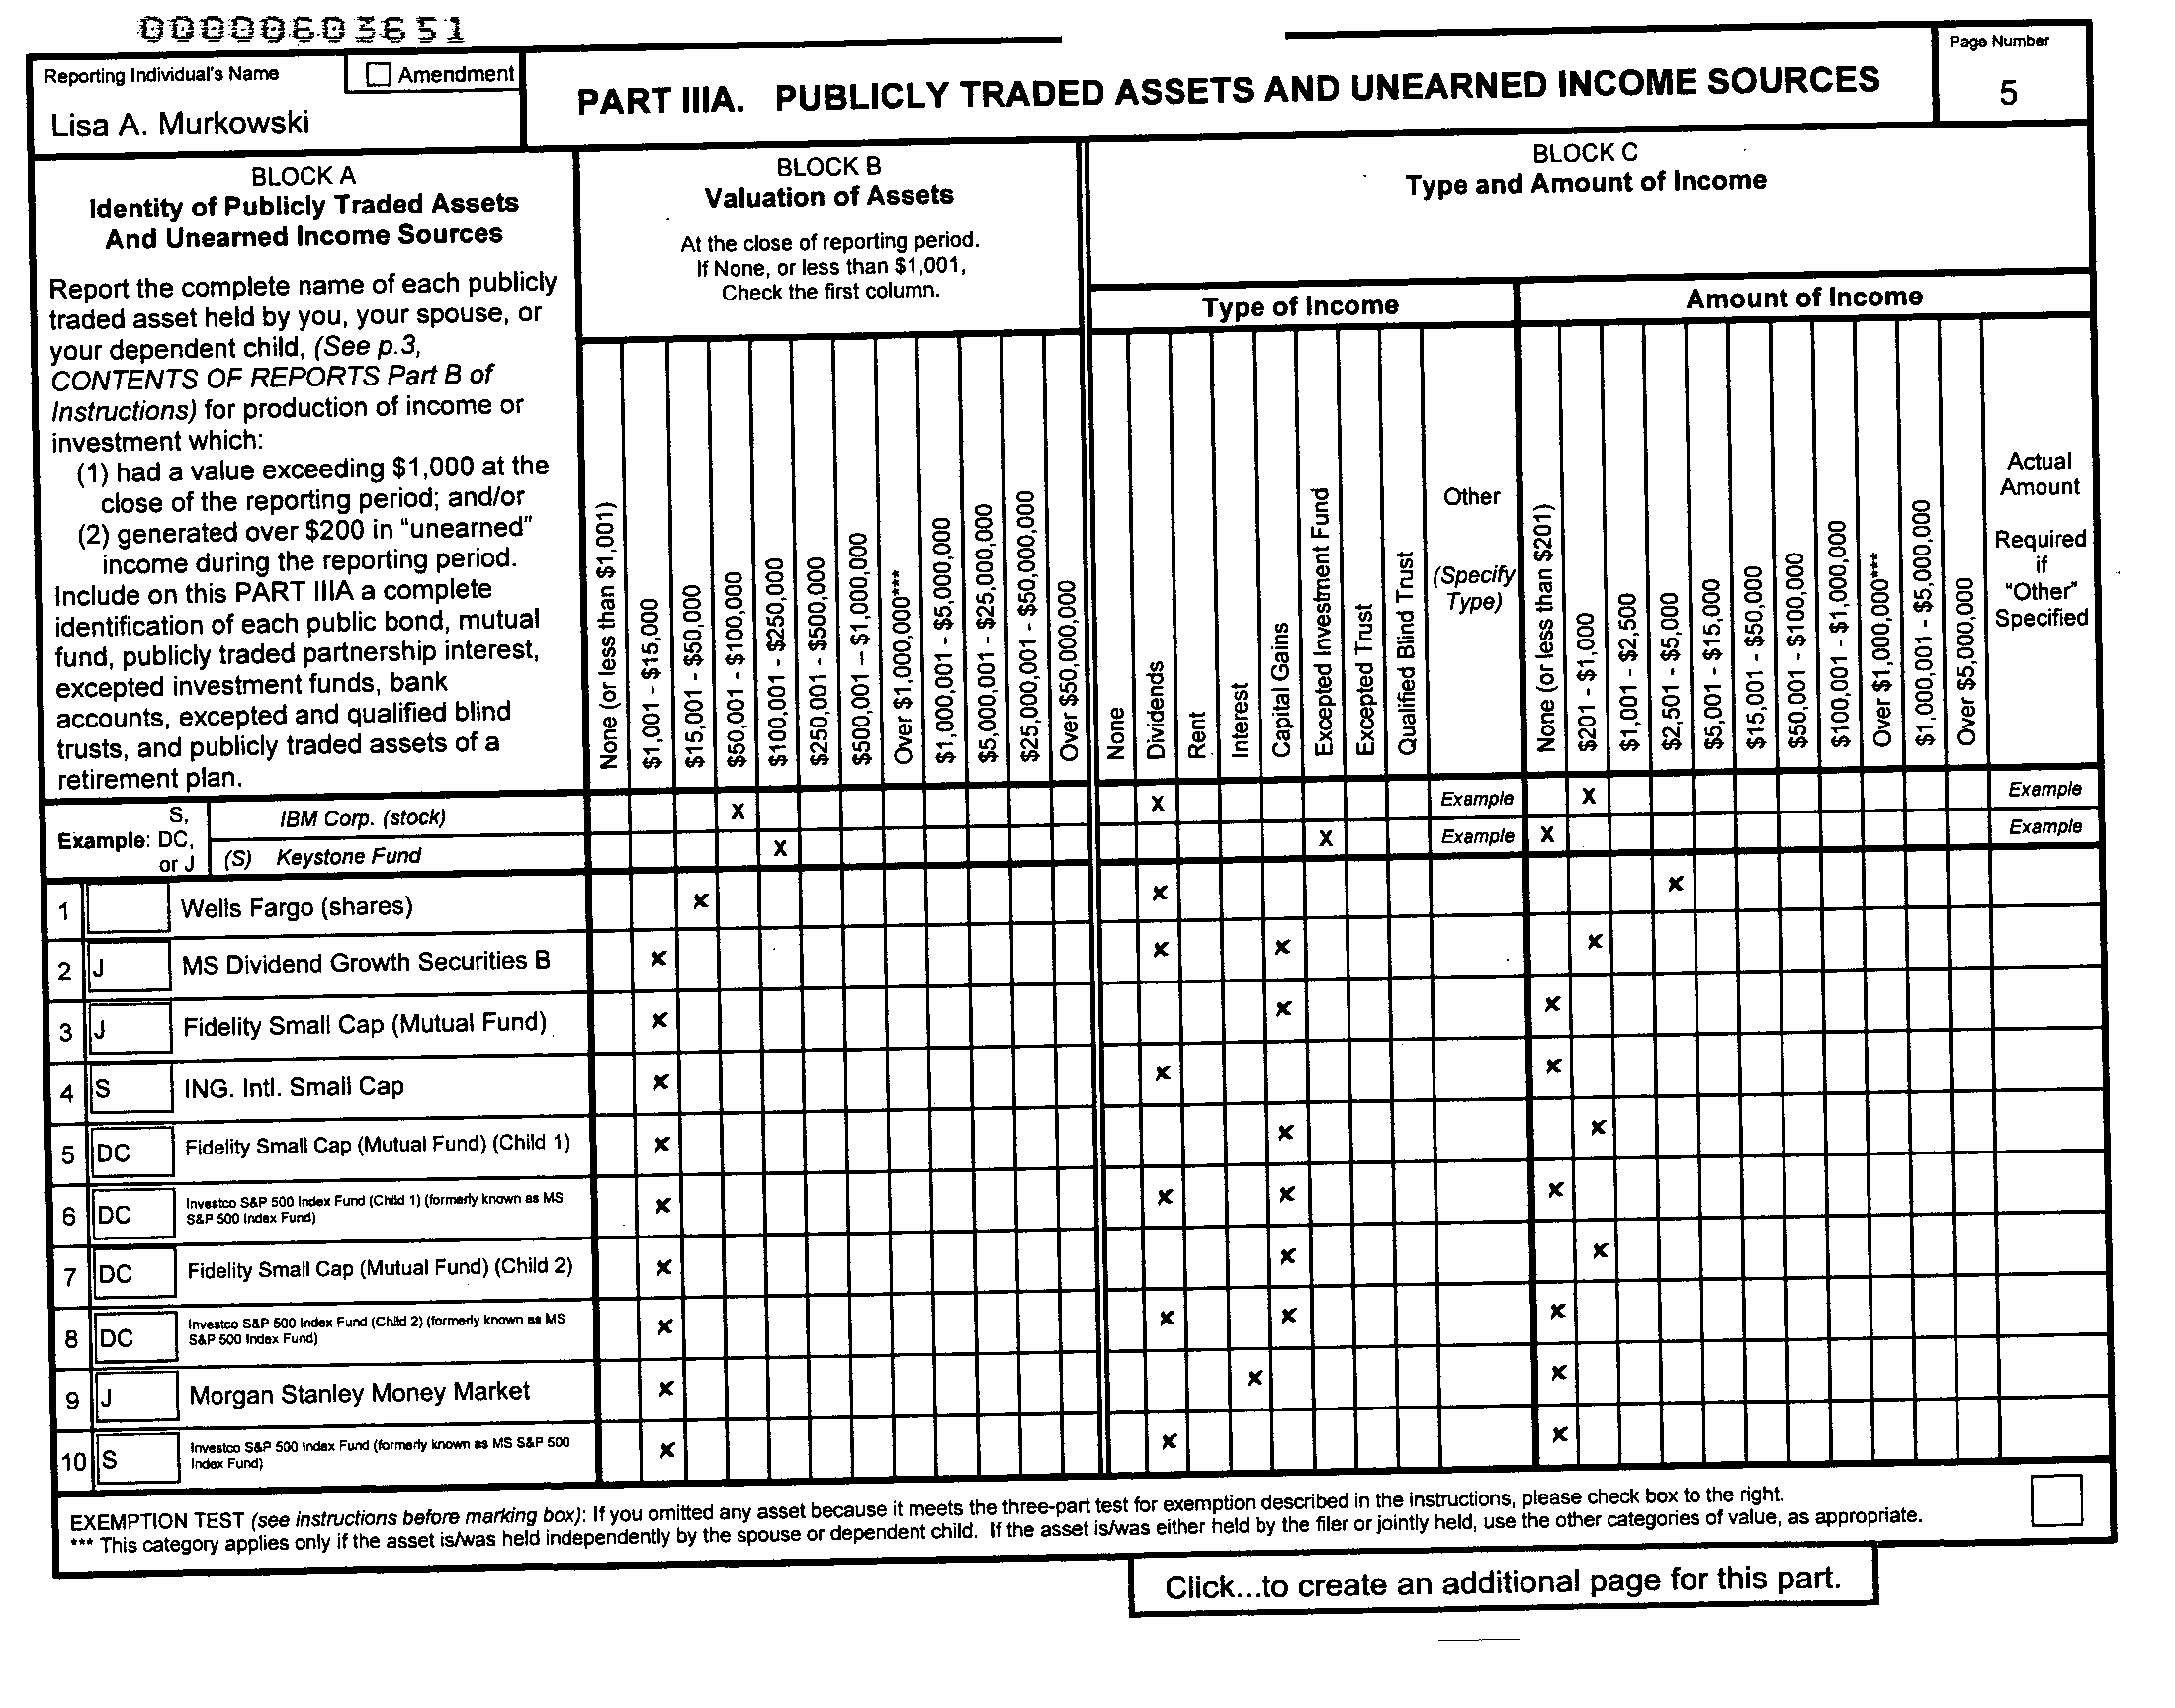 00000603651
Reporting Individual's Name
Amendment
Lisa A. Murkowski
PART IIIA. PUBLICLY TRADED ASSETS AND UNEARNED INCOME SOURCES
Page Number
5
BLOCK A
Identity of Publicly Traded Assets
And Unearned Income Sources
Report the complete name of each publicly
traded asset held by you, your spouse, or
your dependent child, (See p.3,
CONTENTS OF REPORTS Part B of
Instructions) for production of income or
investment which:
(1) had a value exceeding $1,000 at the
close of the reporting period; and/or
(2) generated over $200 in "unearned"
income during the reporting period.
Include on this PART IIIA a complete
identification of each public bond, mutual
fund, publicly traded partnership interest,
excepted investment funds, bank
accounts, excepted and qualified blind
trusts, and publicly traded assets of a
retirement plan.
BLOCK B
Valuation of Assets
At the close of reporting period.
If None, or less than $1,001,
Check the first column.
None (or less than $1,001)
$1,001 - $15,000
$15,001 - $50,000
$50,001 - $100,000
$100,001 - $250,000
$250,001 - $500,000
$500,001 – $1,000,000
Over $1,000,000***
$1,000,001 - $5,000,000
$5,000,001 - $25,000,000
$25,000,001 - $50,000,000
Over $50,000,000
BLOCK C
Type and Amount of Income
Type of Income
None
Dividends
Rent
Interest
Capital Gains
Excepted Investment Fund
Excepted Trust
Qualified Blind Trust
Other
(Specify
Type)
Amount of Income
None (or less than $201)
$201 - $1,000
$1,001 - $2,500
$2,501 - $5,000
$5,001 - $15,000
$15,001 - $50,000
$50,001 - $100,000
$100,001 - $1,000,000
Over $1,000,000***
$1,000,001 - $5,000,000
Over $5,000,000
Actual
Amount
Required
if
"Other"
Specified
S,
Example: DC,
or J
IBM Corp. (stock) X X Example X Example
(S) Keystone Fund X X Example X Example
1 Wells Fargo (shares) x x x
2 J MS Dividend Growth Securities B x x x x
3 J Fidelity Small Cap (Mutual Fund) x x x
4 S ING. Intl. Small Cap x x x
5 DC Fidelity Small Cap (Mutual Fund) (Child 1) x x x
6 DC Investco S&P 500 Index Fund (Child 1) (formerly known as MS
S&P 500 Index Fund) x x x x
7 DC Fidelity Small Cap (Mutual Fund) (Child 2) x x x
8 DC Investco S&P 500 Index Fund (Child 2) (formerly known as MS
S&P 500 Index Fund) x x x x
9 J Morgan Stanley Money Market x x x
10 S Investco S&P 500 Index Fund (formerly known as MS S&P 500
Index Fund) x x x
EXEMPTION TEST (see instructions before marking box): If you omitted any asset because it meets the three-part test for exemption described in the instructions, please check box to the right.
*** This category applies only if the asset is/was held independently by the spouse or dependent child. If the asset is/was either held by the filer or jointly held, use the other categories of value, as appropriate.
Click...to create an additional page for this part.